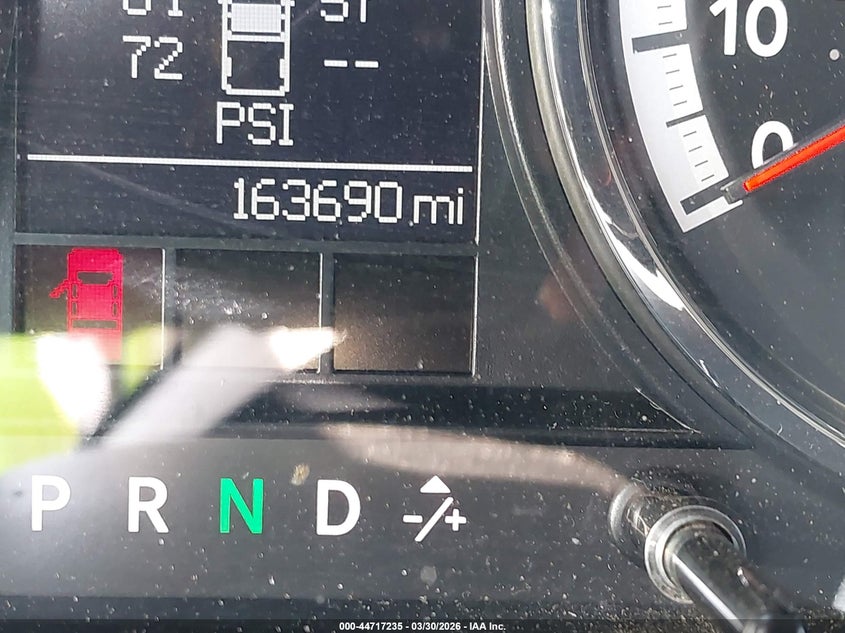 10
72 --
PSI
0
163690 mi
P R N D -/+
000-44717235 - 03/30/2026 - IAA Inc.